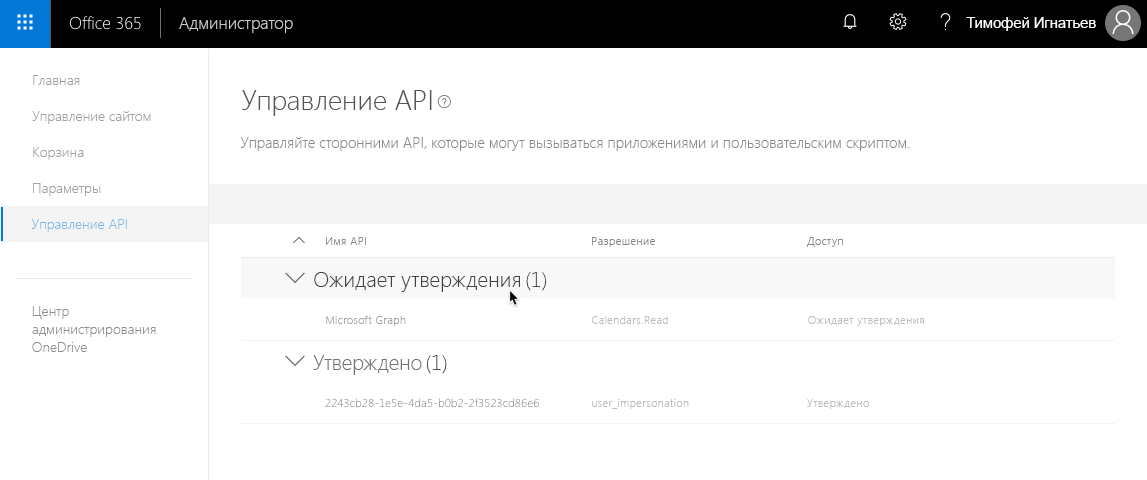 Office 365 Администратор ? Тимофей Игнатьев
Главная
Управление сайтом
Корзина
Параметры
Управление API
Центр
администрирования
OneDrive
Управление API ?
Управляйте сторонними API, которые могут вызываться приложениями и пользовательским скриптом.
Имя API Разрешение Доступ
Ожидает утверждения (1)
Microsoft Graph Calendars.Read Ожидает утверждения
Утверждено (1)
2243cb28-1e5e-4da5-b0b2-2f3523cd86e6 user_impersonation Утверждено